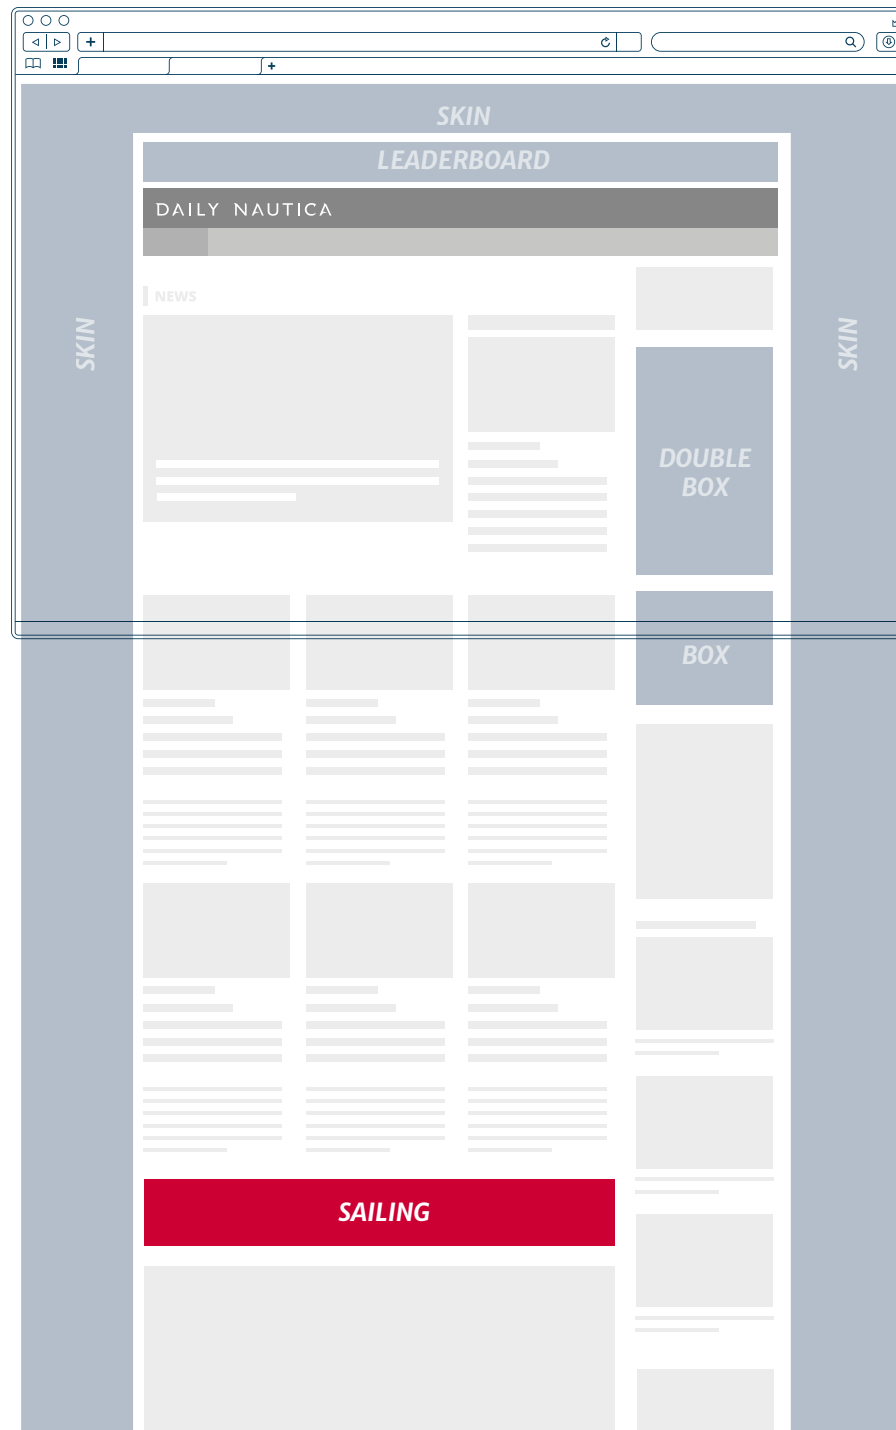 SKIN
LEADERBOARD
DAILY NAUTICA
NEWS
SKIN
SKIN
DOUBLE
BOX
BOX
SAILING